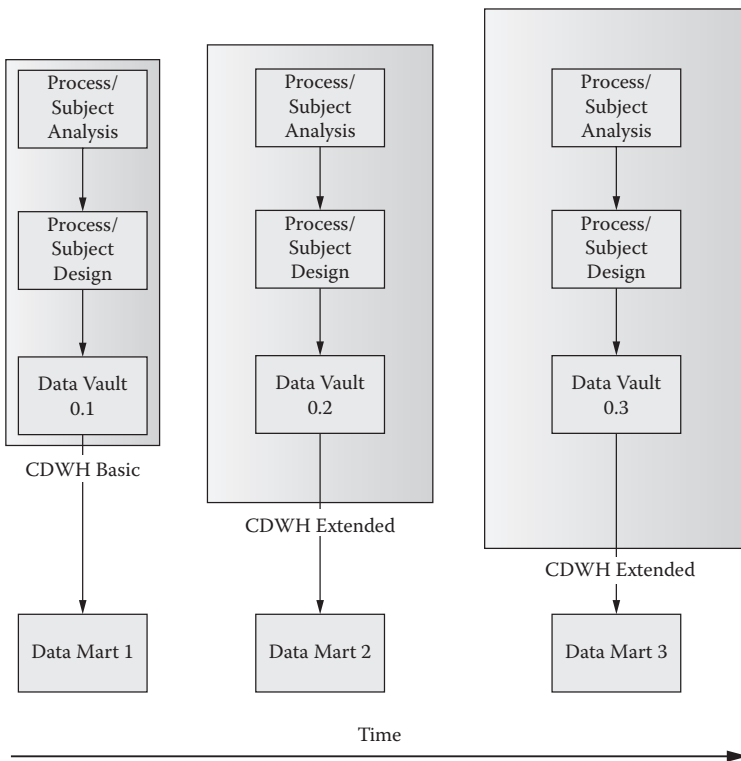 Process/
Subject
Analysis
Process/
Subject
Design
Data Vault
0.1
CDWH Basic
Data Mart 1
Process/
Subject
Analysis
Process/
Subject
Design
Data Vault
0.2
CDWH Extended
Data Mart 2
Process/
Subject
Analysis
Process/
Subject
Design
Data Vault
0.3
CDWH Extended
Data Mart 3
Time